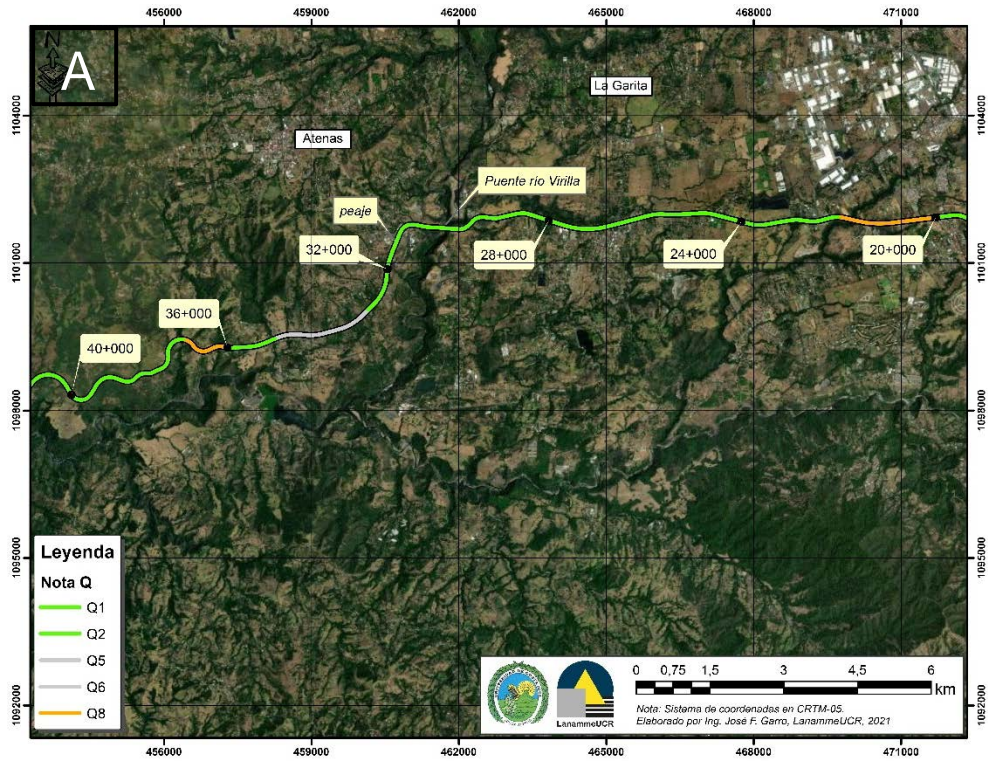 456000 459000 462000 465000 468000 471000
N
A
La Garita
1104000 1104000
Atenas
Puente río Virilla
peaje
32+000
28+000
24+000
20+000
1101000 1101000
36+000
40+000
1098000 1098000
1095000 1095000
Leyenda
Nota Q
Q1
Q2
Q5
Q6
Q8
0 0,75 1,5 3 4,5 6
km
LanammeUCR
Nota: Sistema de coordenadas en CRTM-05.
Elaborado por Ing. José F. Garro, LanammeUCR, 2021
1092000 1092000
456000 459000 462000 465000 468000 471000